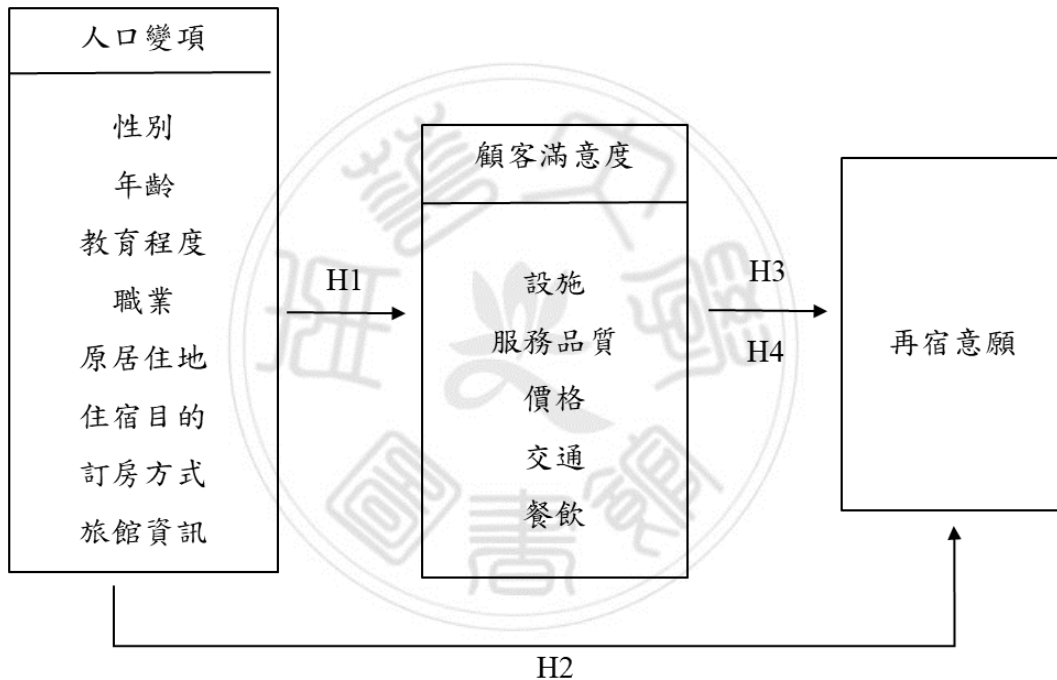 人口變項
性別
年齡
教育程度
職業
原居住地
住宿目的
訂房方式
旅館資訊
H1
顧客滿意度
設施
服務品質
價格
交通
餐飲
H3
H4
再宿意願
H2